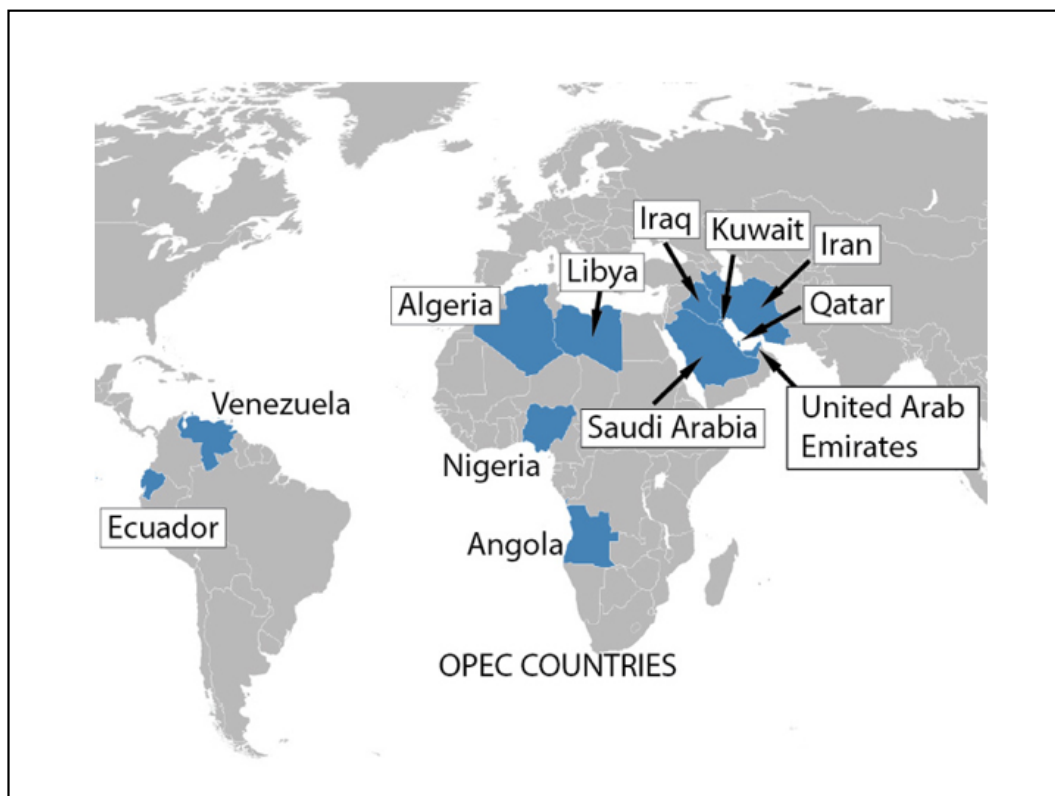 Iraq
Kuwait
Iran
Libya
Algeria
Qatar
Venezuela
Saudi Arabia
United Arab
Emirates
Nigeria
Ecuador
Angola
OPEC COUNTRIES